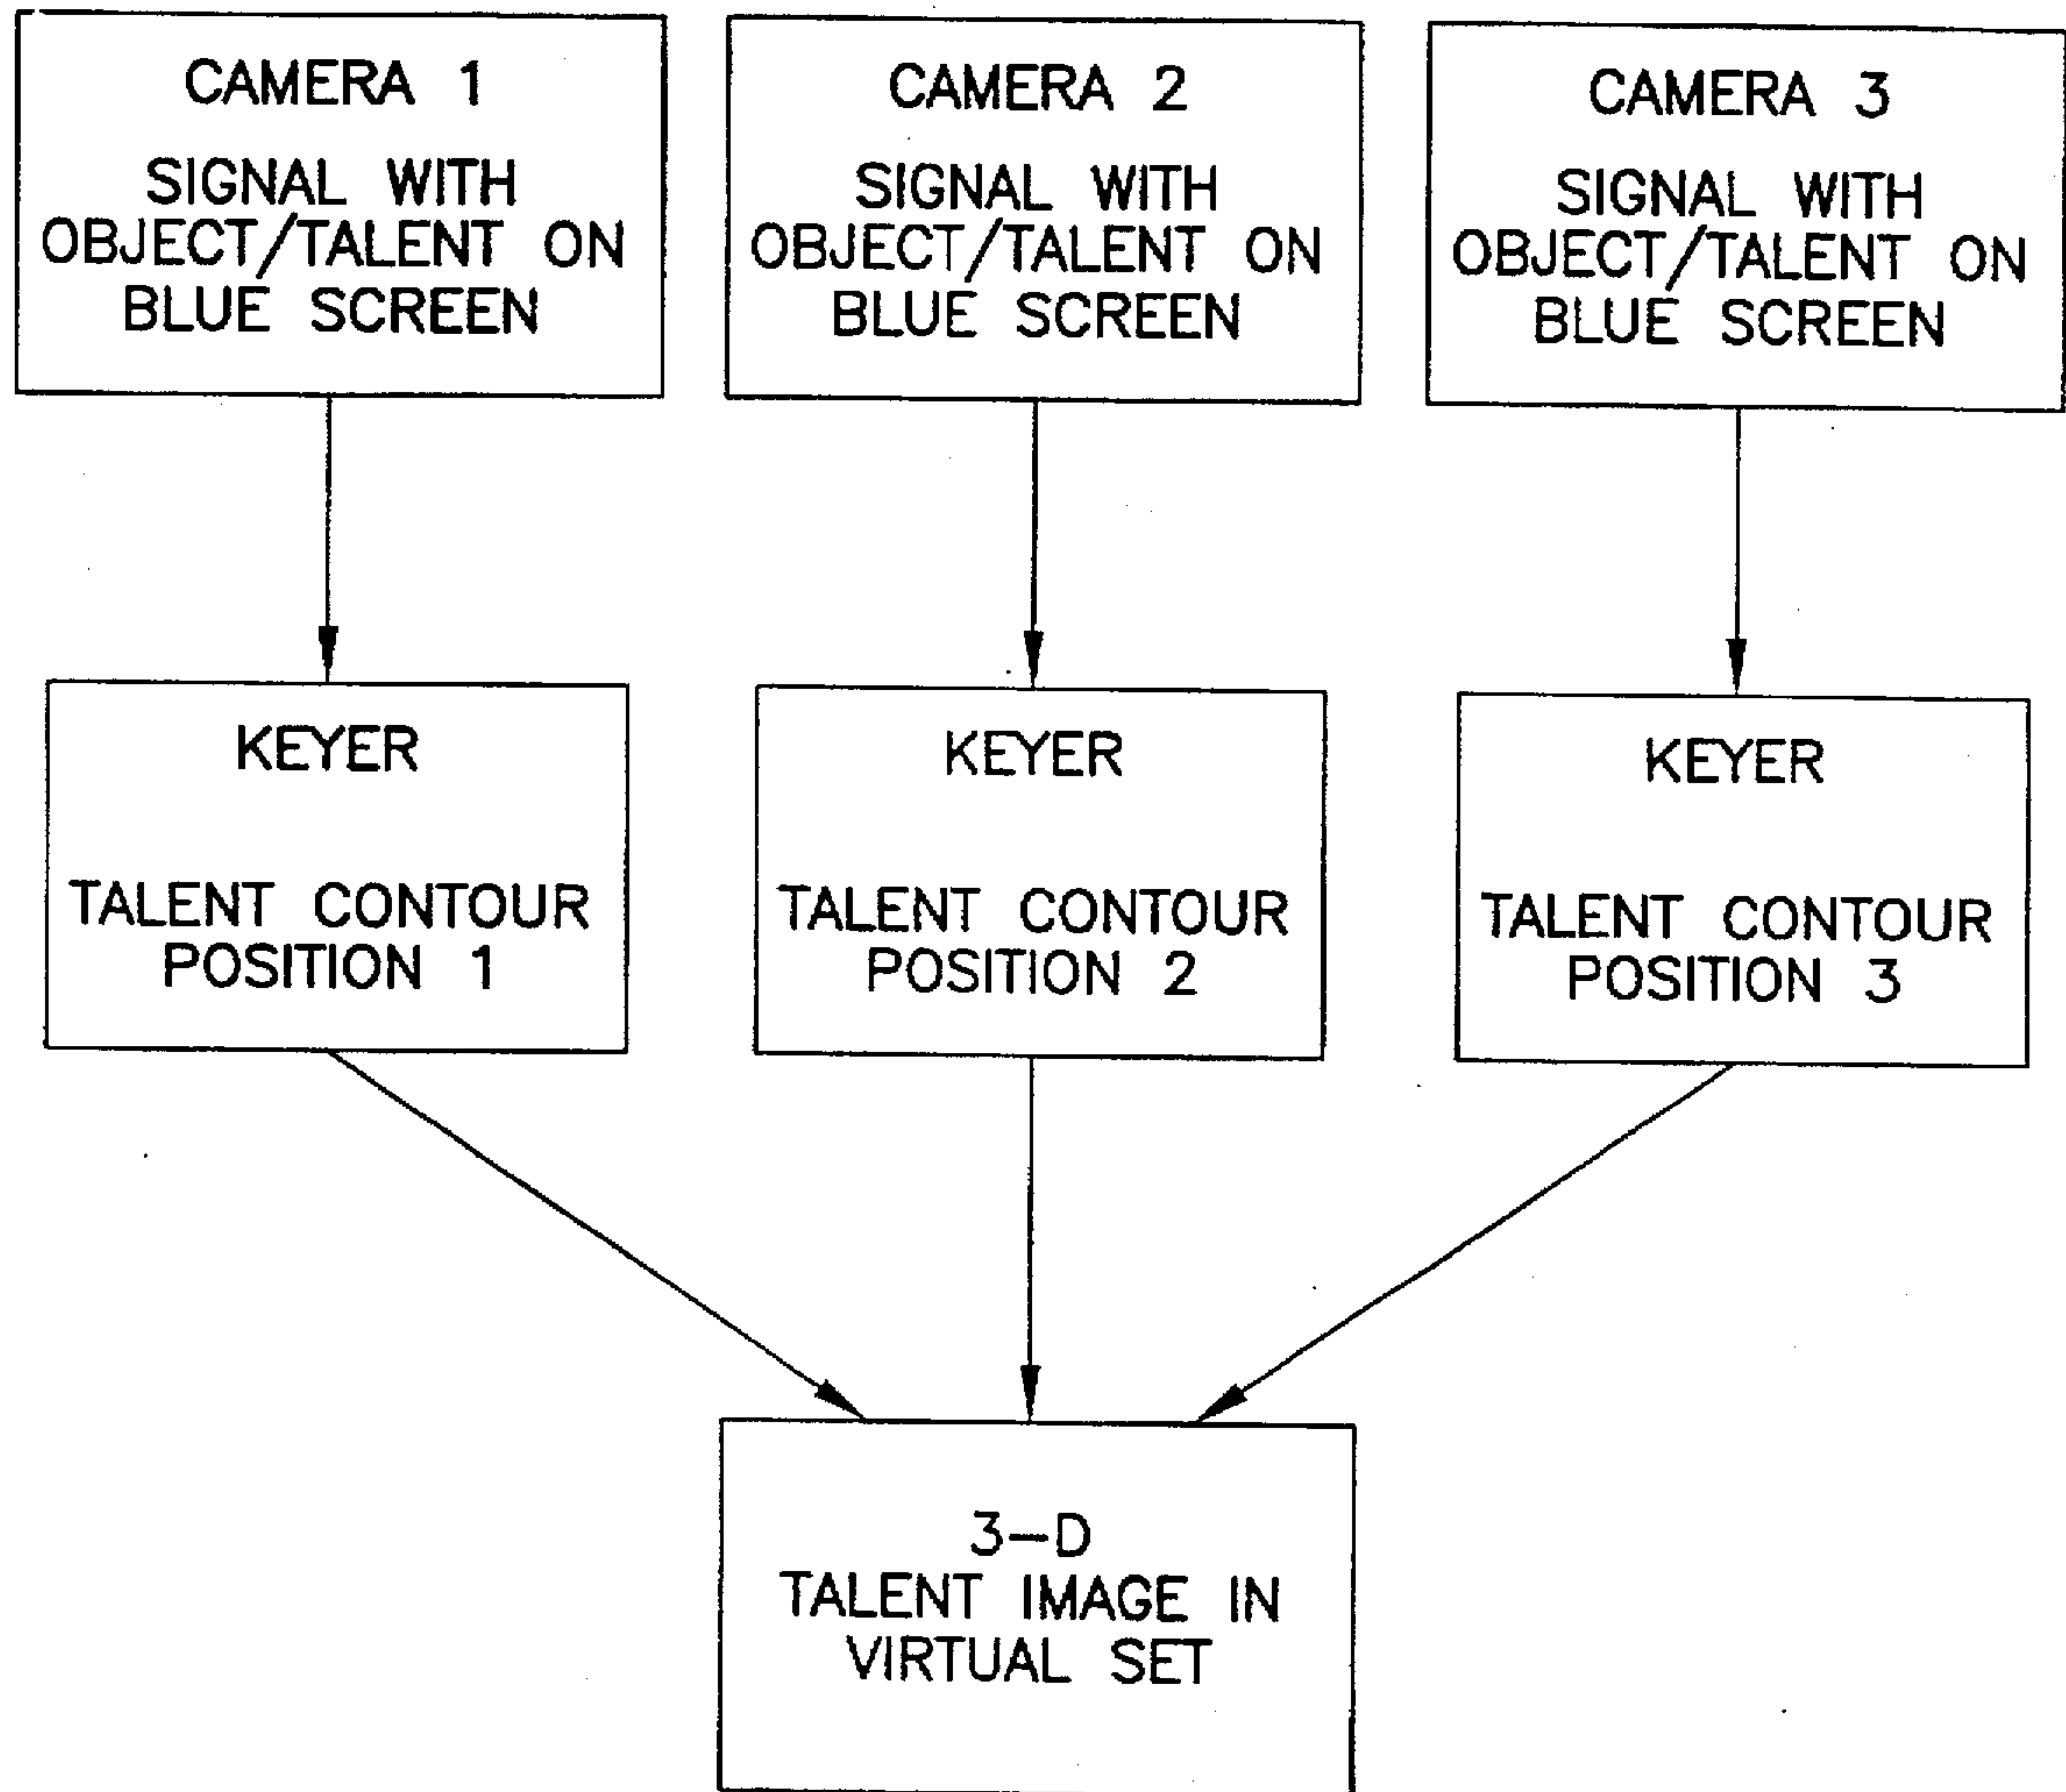 CAMERA 1
SIGNAL WITH
OBJECT/TALENT ON
BLUE SCREEN
CAMERA 2
SIGNAL WITH
OBJECT/TALENT ON
BLUE SCREEN
CAMERA 3
SIGNAL WITH
OBJECT/TALENT ON
BLUE SCREEN
KEYER
TALENT CONTOUR
POSITION 1
KEYER
TALENT CONTOUR
POSITION 2
KEYER
TALENT CONTOUR
POSITION 3
3-D
TALENT IMAGE IN
VIRTUAL SET